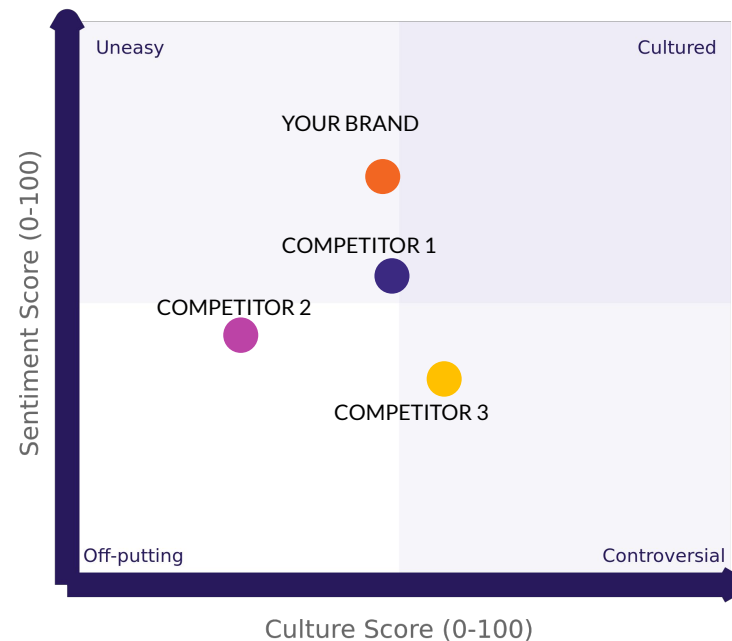 Uneasy
Cultured
YOUR BRAND
COMPETITOR 1
COMPETITOR 2
COMPETITOR 3
Off-putting
Controversial
Sentiment Score (0-100)
Culture Score (0-100)